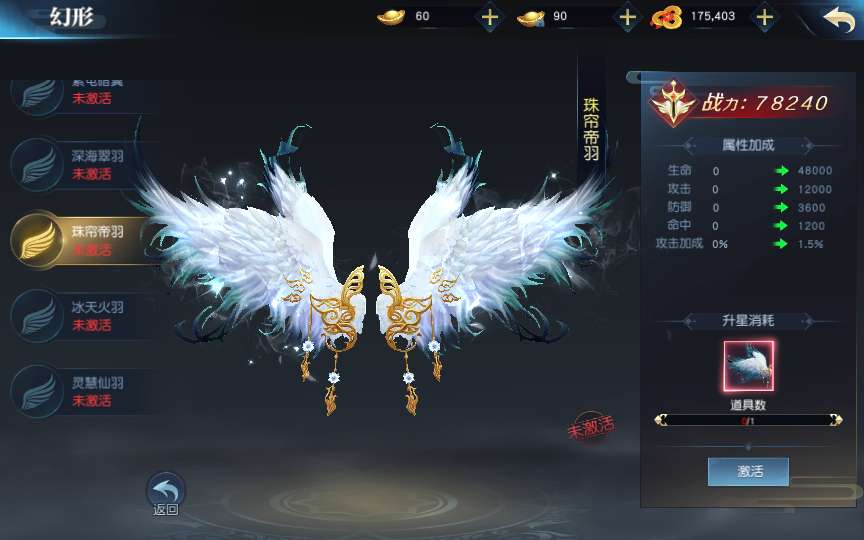 幻形
60
90
175,403
未激活
深海翠羽
未激活
珠帘帝羽
未激活
冰天火羽
未激活
灵慧仙羽
未激活
返回
珠帘帝羽
未激活
战力：78240
属性加成
生命 0 48000
攻击 0 12000
防御 0 3600
命中 0 1200
攻击加成 0% 1.5%
升星消耗
道具数
0/1
激活